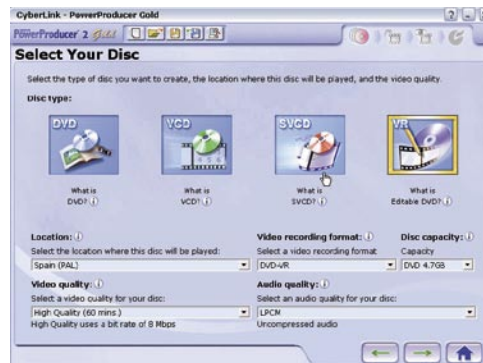 CyberLink - PowerProducer Gold
PowerProducer 2 Gold
Select Your Disc
Select the type of disc you want to create, the location where this disc will be played, and the video quality.
Disc type:
DVD VCD SVCD VR
What is What is What is What is
DVD? VCD? SVCD? Editable DVD?
Location: Video recording format: Disc capacity:
Select the location where this disc will be played: Select a video recording format Capacity
Spain (PAL) DVD-VR DVD 4.7GB
Video quality: Audio quality:
Select a video quality for your disc: Select an audio quality for your disc:
High Quality (60 mins.) LPCM
High Quality uses a bit rate of 8 Mbps Uncompressed audio